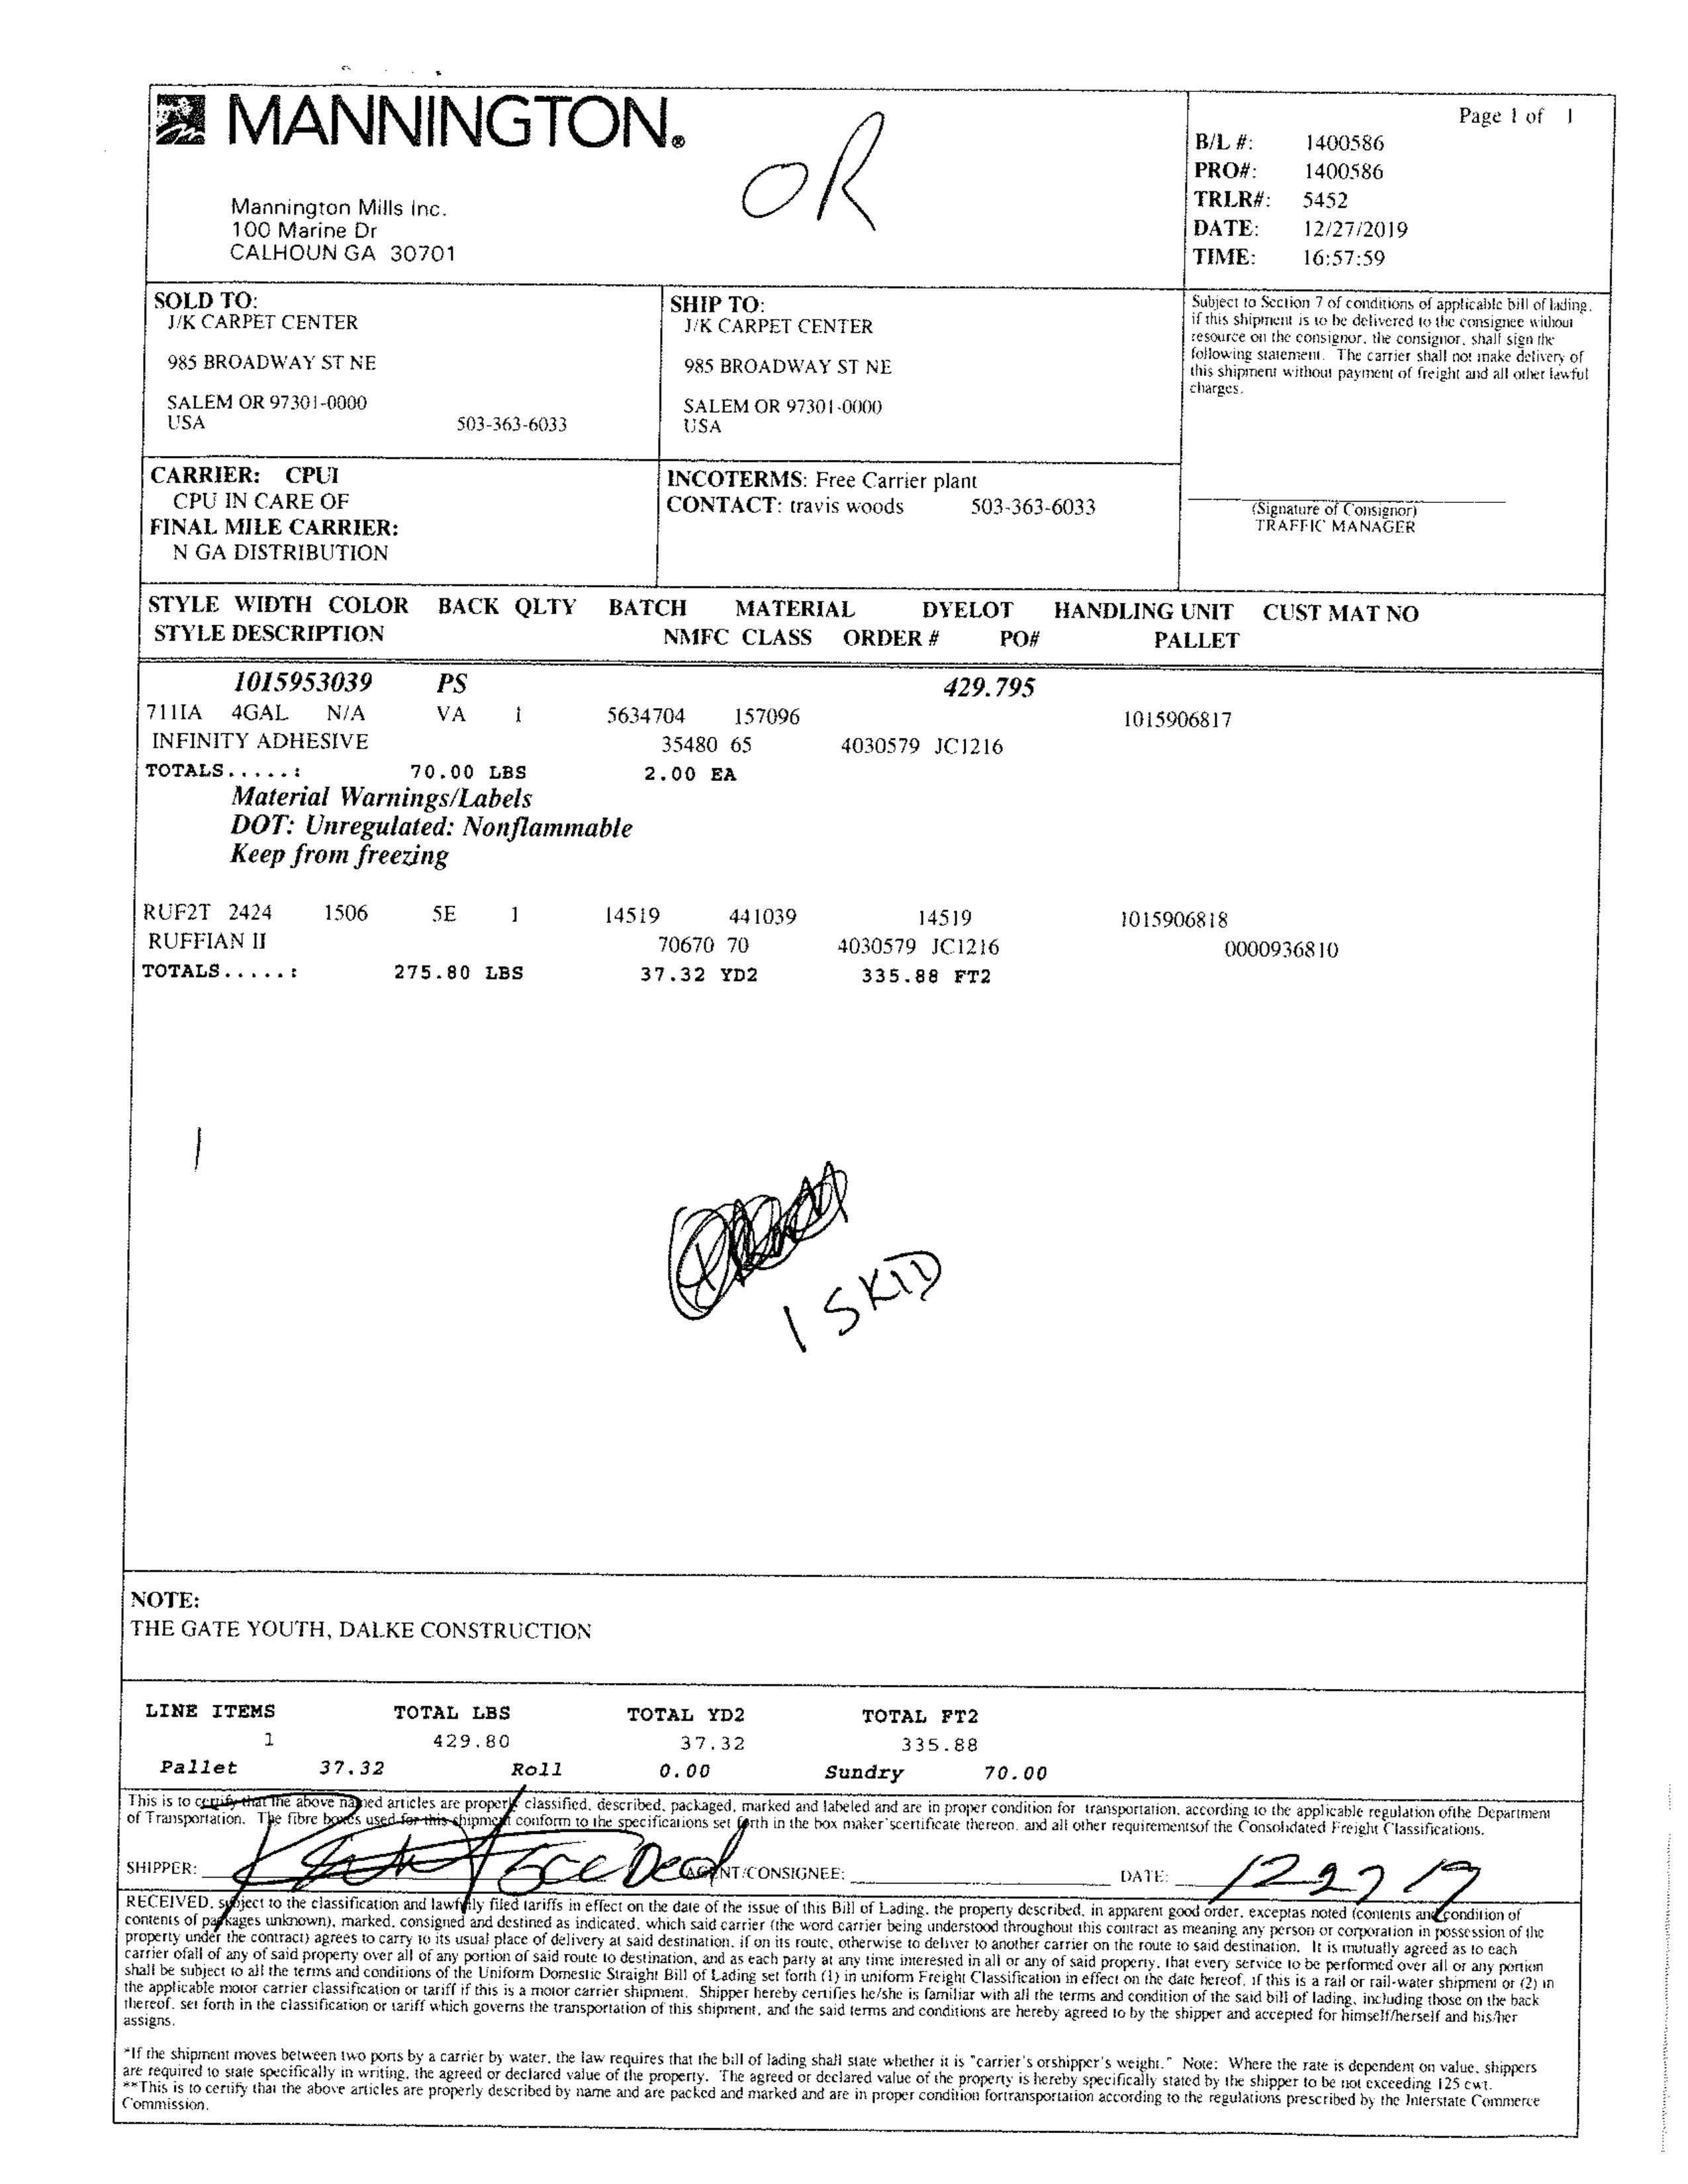 MANNINGTON®
OR
Mannington Mills Inc.
100 Marine Dr
CALHOUN GA 30701
Page 1 of 1
B/L #: 1400586
PRO#: 1400586
TRLR#: 5452
DATE: 12/27/2019
TIME: 16:57:59
SOLD TO:
J/K CARPET CENTER
985 BROADWAY ST NE
SALEM OR 97301-0000
USA 503-363-6033
SHIP TO:
J/K CARPET CENTER
985 BROADWAY ST NE
SALEM OR 97301-0000
USA
Subject to Section 7 of conditions of applicable bill of lading,
if this shipment is to be delivered to the consignee without
resource on the consignor, the consignor, shall sign the
following statement. The carrier shall not make delivery of
this shipment without payment of freight and all other lawful
charges.
(Signature of Consignor)
TRAFFIC MANAGER
CARRIER: CPUI
CPU IN CARE OF
FINAL MILE CARRIER:
N GA DISTRIBUTION
INCOTERMS: Free Carrier plant
CONTACT: travis woods 503-363-6033
STYLE WIDTH COLOR BACK QLTY BATCH MATERIAL DYELOT HANDLING UNIT CUST MAT NO
STYLE DESCRIPTION NMFC CLASS ORDER # PO# PALLET
1015953039 PS 429.795
711IA 4GAL N/A VA 1 5634704 157096 1015906817
INFINITY ADHESIVE 35480 65 4030579 JC1216
TOTALS.....: 70.00 LBS 2.00 EA
Material Warnings/Labels
DOT: Unregulated: Nonflammable
Keep from freezing
RUF2T 2424 1506 5E 1 14519 441039 14519 1015906818
RUFFIAN II 70670 70 4030579 JC1216 0000936810
TOTALS.....: 275.80 LBS 37.32 YD2 335.88 FT2
1 SKID
NOTE:
THE GATE YOUTH, DALKE CONSTRUCTION
LINE ITEMS TOTAL LBS TOTAL YD2 TOTAL FT2
1 429.80 37.32 335.88
Pallet 37.32 Roll 0.00 Sundry 70.00
This is to certify that the above named articles are properly classified, described, packaged, marked and labeled and are in proper condition for transportation, according to the applicable regulation ofthe Department
of Transportation. The fibre boxes used for this shipment conform to the specifications set forth in the box maker'scertificate thereon, and all other requirementsof the Consolidated Freight Classifications.
SHIPPER: AGENT/CONSIGNEE: DATE: 12 27 19
RECEIVED, subject to the classification and lawfully filed tariffs in effect on the date of the issue of this Bill of Lading, the property described, in apparent good order, exceptas noted (contents and condition of
contents of packages unknown), marked, consigned and destined as indicated, which said carrier (the word carrier being understood throughout this contract as meaning any person or corporation in possession of the
property under the contract) agrees to carry to its usual place of delivery at said destination, if on its route, otherwise to deliver to another carrier on the route to said destination. It is mutually agreed as to each
carrier ofall of any of said property over all of any portion of said route to destination, and as each party at any time interested in all or any of said property, that every service to be performed over all or any portion
shall be subject to all the terms and conditions of the Uniform Domestic Straight Bill of Lading set forth (1) in uniform Freight Classification in effect on the date hereof, if this is a rail or rail-water shipment or (2) in
the applicable motor carrier classification or tariff if this is a motor carrier shipment. Shipper hereby certifies he/she is familiar with all the terms and condition of the said bill of lading, including those on the back
thereof, set forth in the classification or tariff which governs the transportation of this shipment, and the said terms and conditions are hereby agreed to by the shipper and accepted for himself/herself and his/her
assigns.
*If the shipment moves between two ports by a carrier by water, the law requires that the bill of lading shall state whether it is "carrier's orshipper's weight." Note: Where the rate is dependent on value, shippers
are required to state specifically in writing, the agreed or declared value of the property. The agreed or declared value of the property is hereby specifically stated by the shipper to be not exceeding 125 cwt.
**This is to certify that the above articles are properly described by name and are packed and marked and are in proper condition fortransportation according to the regulations prescribed by the Interstate Commerce
Commission.